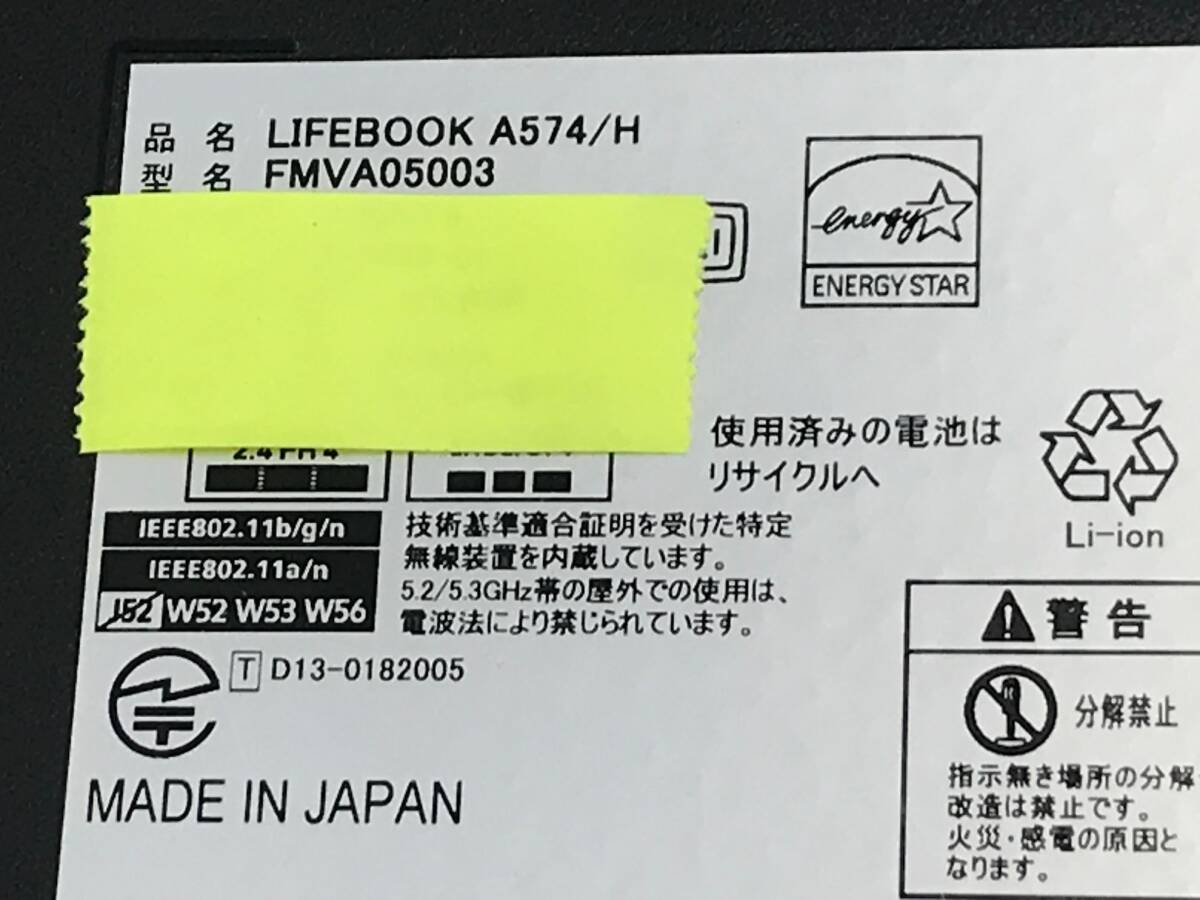 品 名 LIFEBOOK A574/H
型 名 FMVA05003
energy
ENERGY STAR
使用済みの電池は
リサイクルへ
Li-ion
2.4 FH 4
IEEE802.11b/g/n
IEEE802.11a/n
J52 W52 W53 W56
技術基準適合証明を受けた特定
無線装置を内蔵しています。
5.2/5.3GHz帯の屋外での使用は、
電波法により禁じられています。
T D13-0182005
MADE IN JAPAN
警告
分解禁止
指示無き場所の分解
改造は禁止です。
火災・感電の原因と
なります。